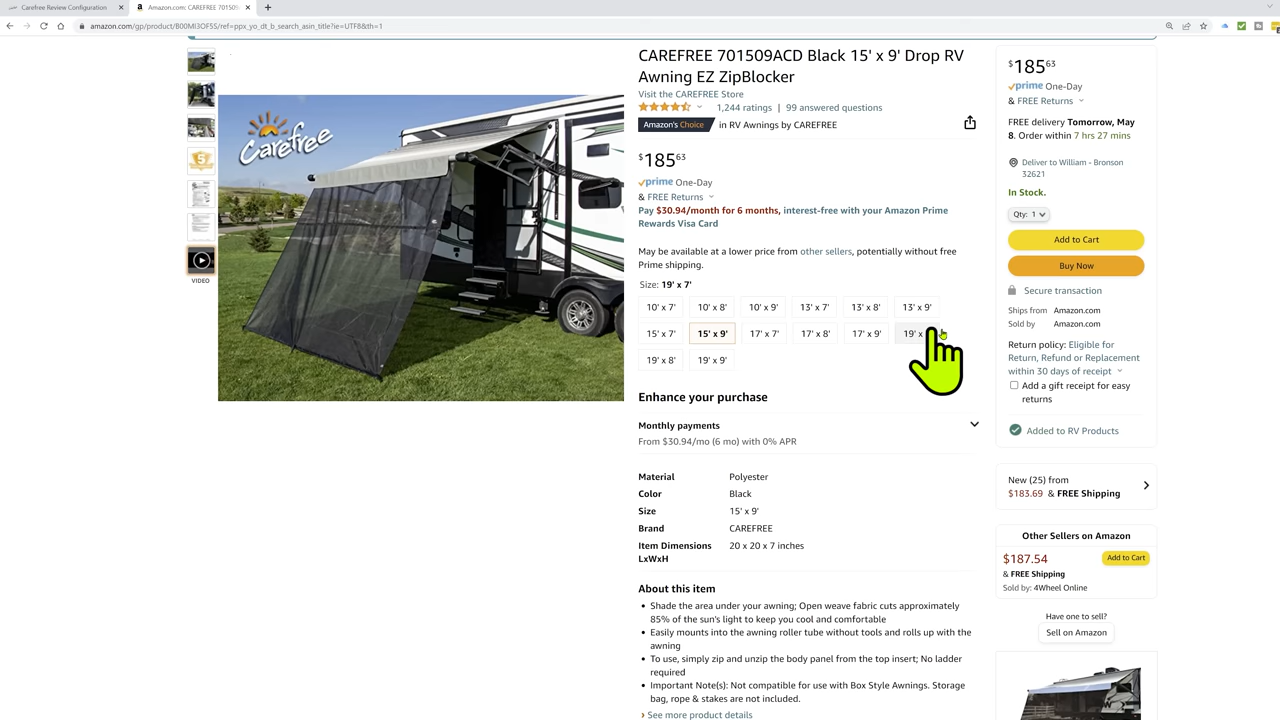 Carefree Review Configuration
Amazon.com: CAREFREE 701509
amazon.com/gp/product/B00MI3OF5S/ref=ppx_yo_dt_b_search_asin_title?ie=UTF8&th=1
Carefree
VIDEO
CAREFREE 701509ACD Black 15' x 9' Drop RV
Awning EZ ZipBlocker
Visit the CAREFREE Store
1,244 ratings | 99 answered questions
Amazon's Choice in RV Awnings by CAREFREE
$185 63
prime One-Day
& FREE Returns
Pay $30.94/month for 6 months, interest-free with your Amazon Prime
Rewards Visa Card
May be available at a lower price from other sellers, potentially without free
Prime shipping.
Size: 19' x 7'
10' x 7' 10' x 8' 10' x 9' 13' x 7' 13' x 8' 13' x 9'
15' x 7' 15' x 9' 17' x 7' 17' x 8' 17' x 9' 19' x
19' x 8' 19' x 9'
Enhance your purchase
Monthly payments
From $30.94/mo (6 mo) with 0% APR
Material Polyester
Color Black
Size 15' x 9'
Brand CAREFREE
Item Dimensions 20 x 20 x 7 inches
LxWxH
About this item
• Shade the area under your awning; Open weave fabric cuts approximately
85% of the sun's light to keep you cool and comfortable
• Easily mounts into the awning roller tube without tools and rolls up with the
awning
• To use, simply zip and unzip the body panel from the top insert; No ladder
required
• Important Note(s): Not compatible for use with Box Style Awnings. Storage
bag, rope & stakes are not included.
› See more product details
$185 63
prime One-Day
& FREE Returns
FREE delivery Tomorrow, May
8. Order within 7 hrs 27 mins
Deliver to William - Bronson
32621
In Stock.
Qty: 1
Add to Cart
Buy Now
Secure transaction
Ships from Amazon.com
Sold by Amazon.com
Return policy: Eligible for
Return, Refund or Replacement
within 30 days of receipt
Add a gift receipt for easy
returns
Added to RV Products
New (25) from
$183.69 & FREE Shipping
Other Sellers on Amazon
$187.54 Add to Cart
& FREE Shipping
Sold by: 4Wheel Online
Have one to sell?
Sell on Amazon